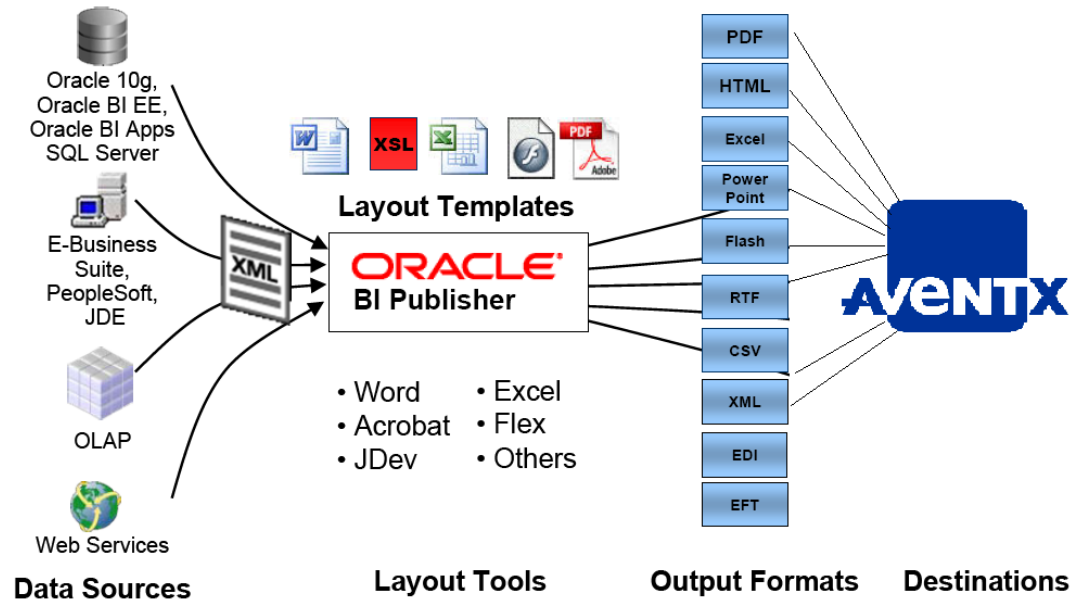 Oracle 10g,
Oracle BI EE,
Oracle BI Apps
SQL Server
E-Business
Suite,
PeopleSoft,
JDE
OLAP
Web Services
Data Sources
XML
W
XSL
X
f
PDF
Adobe
Layout Templates
ORACLE®
BI Publisher
• Word
• Acrobat
• JDev
• Excel
• Flex
• Others
Layout Tools
PDF
HTML
Excel
Power
Point
Flash
RTF
CSV
XML
EDI
EFT
Output Formats
AVeNTX
Destinations